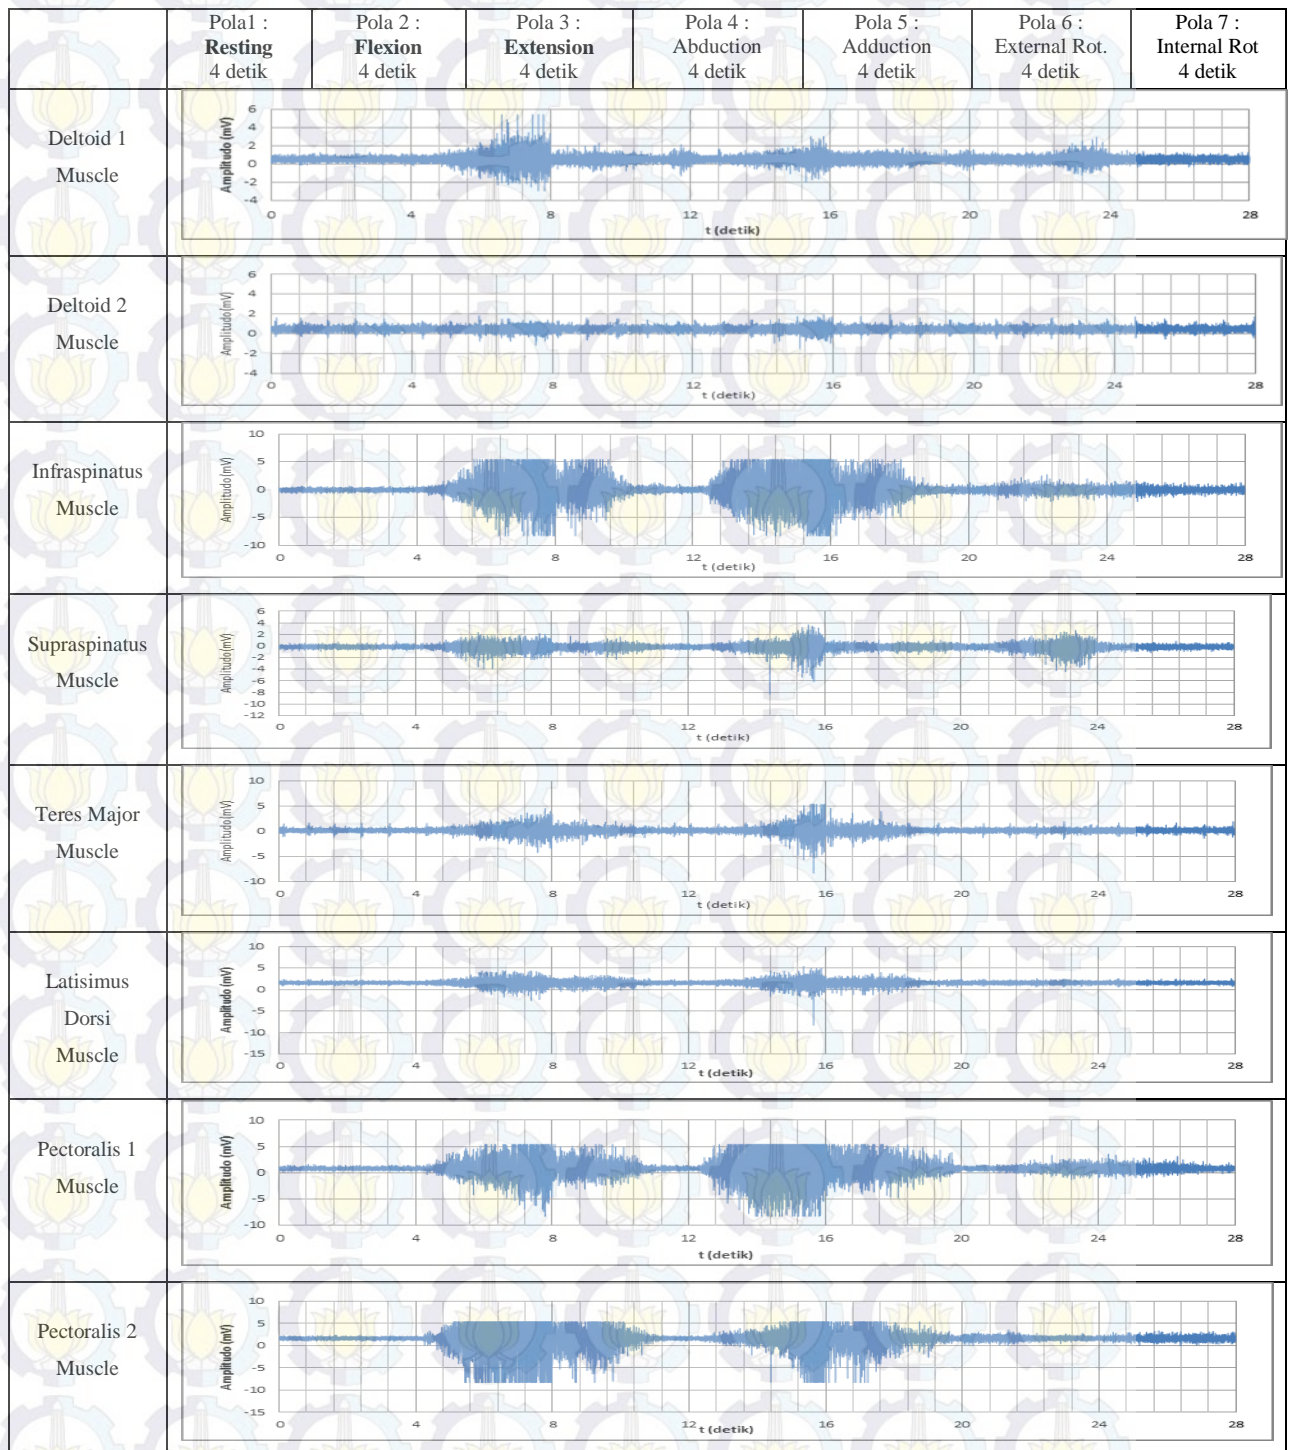 Pola1 :
Resting
4 detik
Pola 2 :
Flexion
4 detik
Pola 3 :
Extension
4 detik
Pola 4 :
Abduction
4 detik
Pola 5 :
Adduction
4 detik
Pola 6 :
External Rot.
4 detik
Pola 7 :
Internal Rot
4 detik
Deltoid 1
Muscle
Amplitudo (mV)
6
4
2
0
-2
-4
0 4 8 12 16 20 24 28
t (detik)
Deltoid 2
Muscle
Amplitudo(mV)
6
4
2
0
-2
-4
0 4 8 12 16 20 24 28
t (detik)
Infraspinatus
Muscle
Amplitudo(mV)
10
5
0
-5
-10
0 4 8 12 16 20 24 28
t (detik)
Supraspinatus
Muscle
Amplitudo(mV)
6
4
2
0
-2
-4
-6
-8
-10
-12
0 4 8 12 16 20 24 28
t (detik)
Teres Major
Muscle
Amplitudo(mV)
10
5
0
-5
-10
0 4 8 12 16 20 24 28
t (detik)
Latisimus
Dorsi
Muscle
Amplitudo (mV)
10
5
0
-5
-10
-15
0 4 8 12 16 20 24 28
t (detik)
Pectoralis 1
Muscle
Amplitudo (mV)
10
5
0
-5
-10
0 4 8 12 16 20 24 28
t (detik)
Pectoralis 2
Muscle
Amplitudo (mV)
10
5
0
-5
-10
-15
0 4 8 12 16 20 24 28
t (detik)